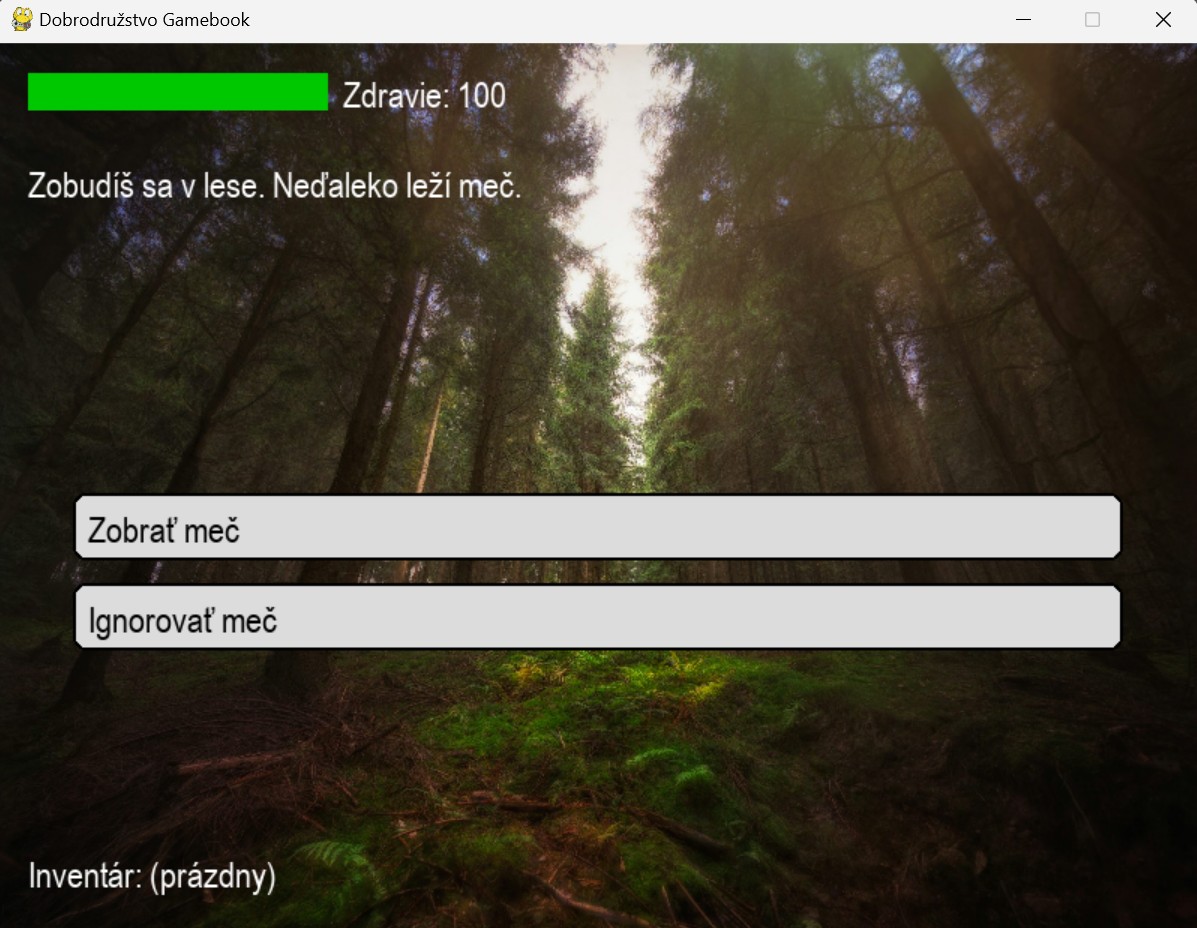 Dobrodružstvo Gamebook
Zdravie: 100
Zobudíš sa v lese. Neďaleko leží meč.
Zobrať meč
Ignorovať meč
Inventár: (prázdny)